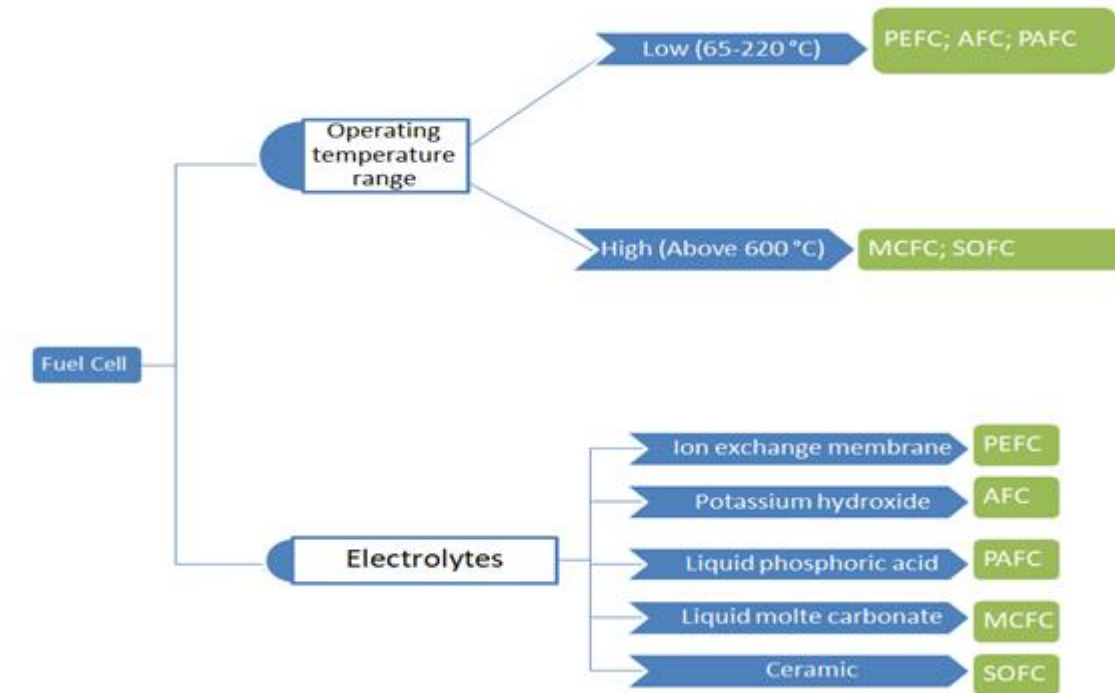 Low (65-220 °C)
PEFC; AFC; PAFC
Operating
temperature
range
High (Above 600 °C)
MCFC; SOFC
Fuel Cell
Ion exchange membrane
PEFC
Potassium hydroxide
AFC
Electrolytes
Liquid phosphoric acid
PAFC
Liquid molte carbonate
MCFC
Ceramic
SOFC